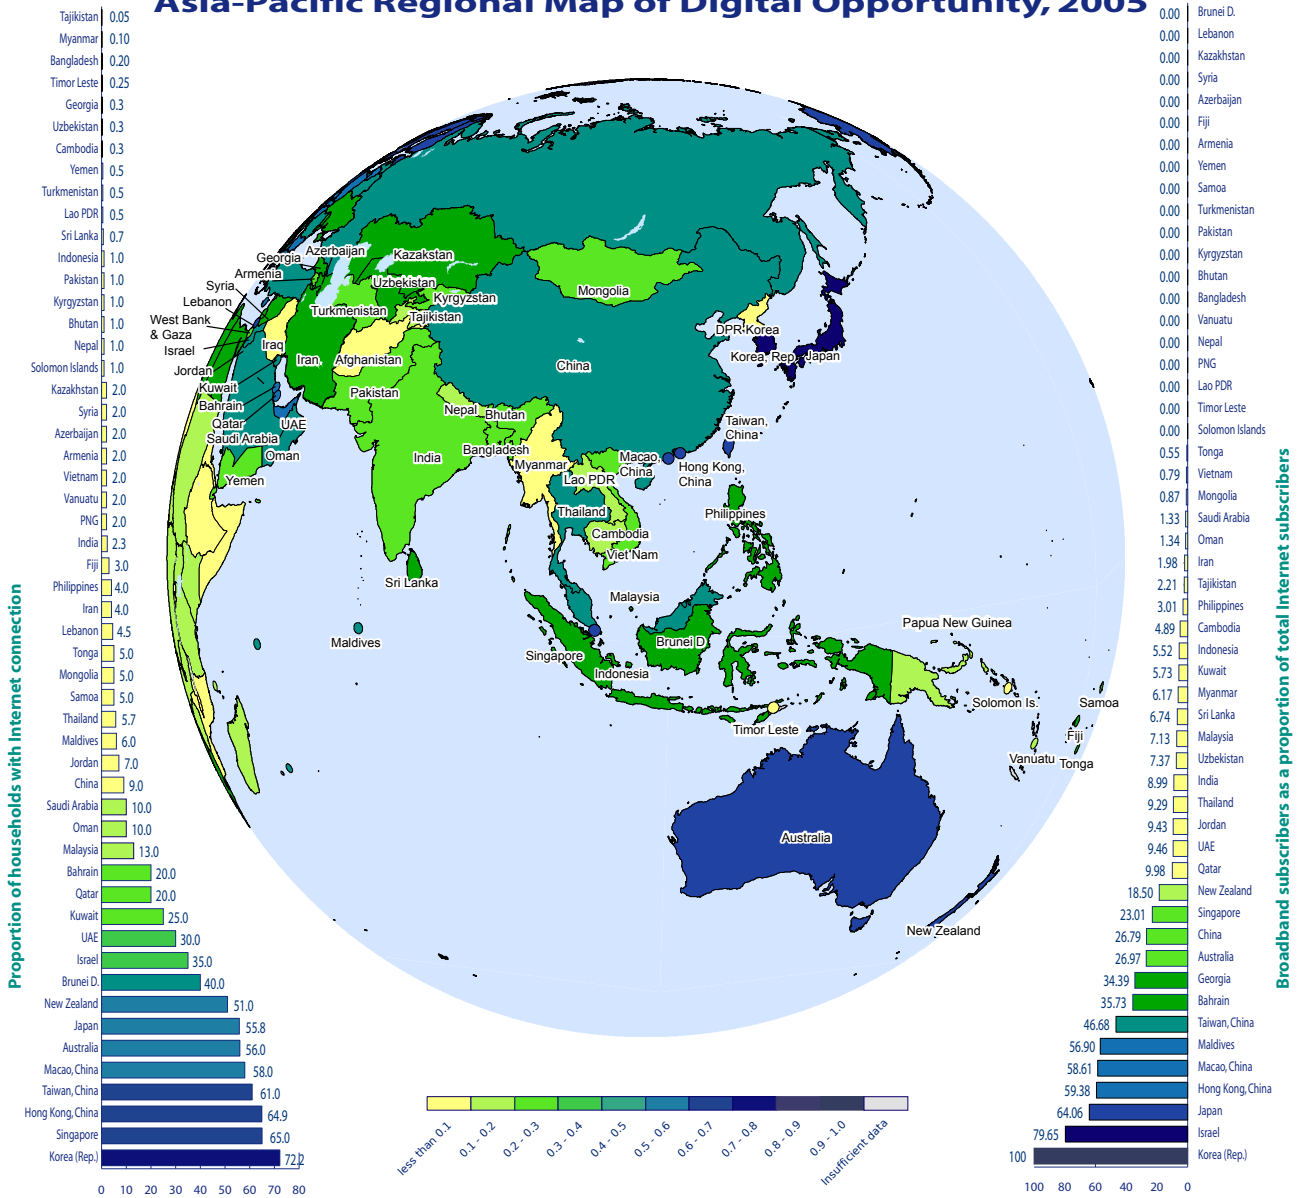 Asia-Pacific Regional Map of Digital Opportunity, 2005
Proportion of households with Internet connection
Tajikistan 0.05
Myanmar 0.10
Bangladesh 0.20
Timor Leste 0.25
Georgia 0.3
Uzbekistan 0.3
Cambodia 0.3
Yemen 0.5
Turkmenistan 0.5
Lao PDR 0.5
Sri Lanka 0.7
Indonesia 1.0
Pakistan 1.0
Kyrgyzstan 1.0
Bhutan 1.0
Nepal 1.0
Solomon Islands 1.0
Kazakhstan 2.0
Syria 2.0
Azerbaijan 2.0
Armenia 2.0
Vietnam 2.0
Vanuatu 2.0
PNG 2.0
India 2.3
Fiji 3.0
Philippines 4.0
Iran 4.0
Lebanon 4.5
Tonga 5.0
Mongolia 5.0
Samoa 5.0
Thailand 5.7
Maldives 6.0
Jordan 7.0
China 9.0
Saudi Arabia 10.0
Oman 10.0
Malaysia 13.0
Bahrain 20.0
Qatar 20.0
Kuwait 25.0
UAE 30.0
Israel 35.0
Brunei D. 40.0
New Zealand 51.0
Japan 55.8
Australia 56.0
Macao, China 58.0
Taiwan, China 61.0
Hong Kong, China 64.9
Singapore 65.0
Korea (Rep.) 72.2
0 10 20 30 40 50 60 70 80
Georgia
Azerbaijan
Kazakstan
Armenia
Uzbekistan
Syria
Kyrgyzstan
Mongolia
Lebanon
Turkmenistan
Tajikistan
West Bank
& Gaza
Israel
Iraq
Iran,
Afghanistan
DPR Korea
Korea, Rep.
Japan
China
Jordan
Kuwait
Pakistan
Bahrain
Qatar
UAE
Nepal
Bhutan
Taiwan,
China
Saudi Arabia
Oman
Bangladesh
India
Myanmar
Macao,
China
Hong Kong,
China
Yemen
Lao PDR
Thailand
Philippines
Cambodia
Viet Nam
Sri Lanka
Malaysia
Papua New Guinea
Maldives
Brunei D.
Singapore
Indonesia
Solomon Is.
Samoa
Timor Leste
Fiji
Vanuatu
Tonga
Australia
New Zealand
less than 0.1
0.1 - 0.2
0.2 - 0.3
0.3 - 0.4
0.4 - 0.5
0.5 - 0.6
0.6 - 0.7
0.7 - 0.8
0.8 - 0.9
0.9 - 1.0
Insufficient data
Broadband subscribers as a proportion of total Internet subscribers
0.00 Brunei D.
0.00 Lebanon
0.00 Kazakhstan
0.00 Syria
0.00 Azerbaijan
0.00 Fiji
0.00 Armenia
0.00 Yemen
0.00 Samoa
0.00 Turkmenistan
0.00 Pakistan
0.00 Kyrgyzstan
0.00 Bhutan
0.00 Bangladesh
0.00 Vanuatu
0.00 Nepal
0.00 PNG
0.00 Lao PDR
0.00 Timor Leste
0.00 Solomon Islands
0.55 Tonga
0.79 Vietnam
0.87 Mongolia
1.33 Saudi Arabia
1.34 Oman
1.98 Iran
2.21 Tajikistan
3.01 Philippines
4.89 Cambodia
5.52 Indonesia
5.73 Kuwait
6.17 Myanmar
6.74 Sri Lanka
7.13 Malaysia
7.37 Uzbekistan
8.99 India
9.29 Thailand
9.43 Jordan
9.46 UAE
9.98 Qatar
18.50 New Zealand
23.01 Singapore
26.79 China
26.97 Australia
34.39 Georgia
35.73 Bahrain
46.68 Taiwan, China
56.90 Maldives
58.61 Macao, China
59.38 Hong Kong, China
64.06 Japan
79.65 Israel
100 Korea (Rep.)
100 80 60 40 20 0